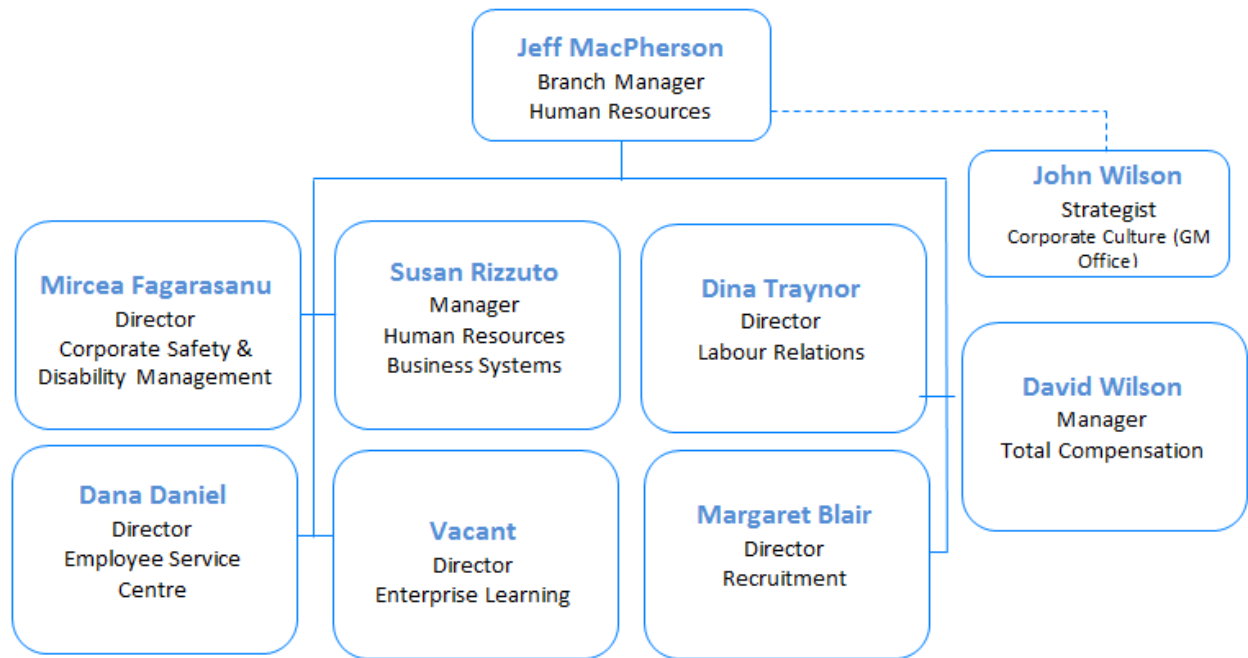 Jeff MacPherson
Branch Manager
Human Resources
John Wilson
Strategist
Corporate Culture (GM
Office)
Mircea Fagarasanu
Director
Corporate Safety &
Disability Management
Susan Rizzuto
Manager
Human Resources
Business Systems
Dina Traynor
Director
Labour Relations
David Wilson
Manager
Total Compensation
Dana Daniel
Director
Employee Service
Centre
Vacant
Director
Enterprise Learning
Margaret Blair
Director
Recruitment